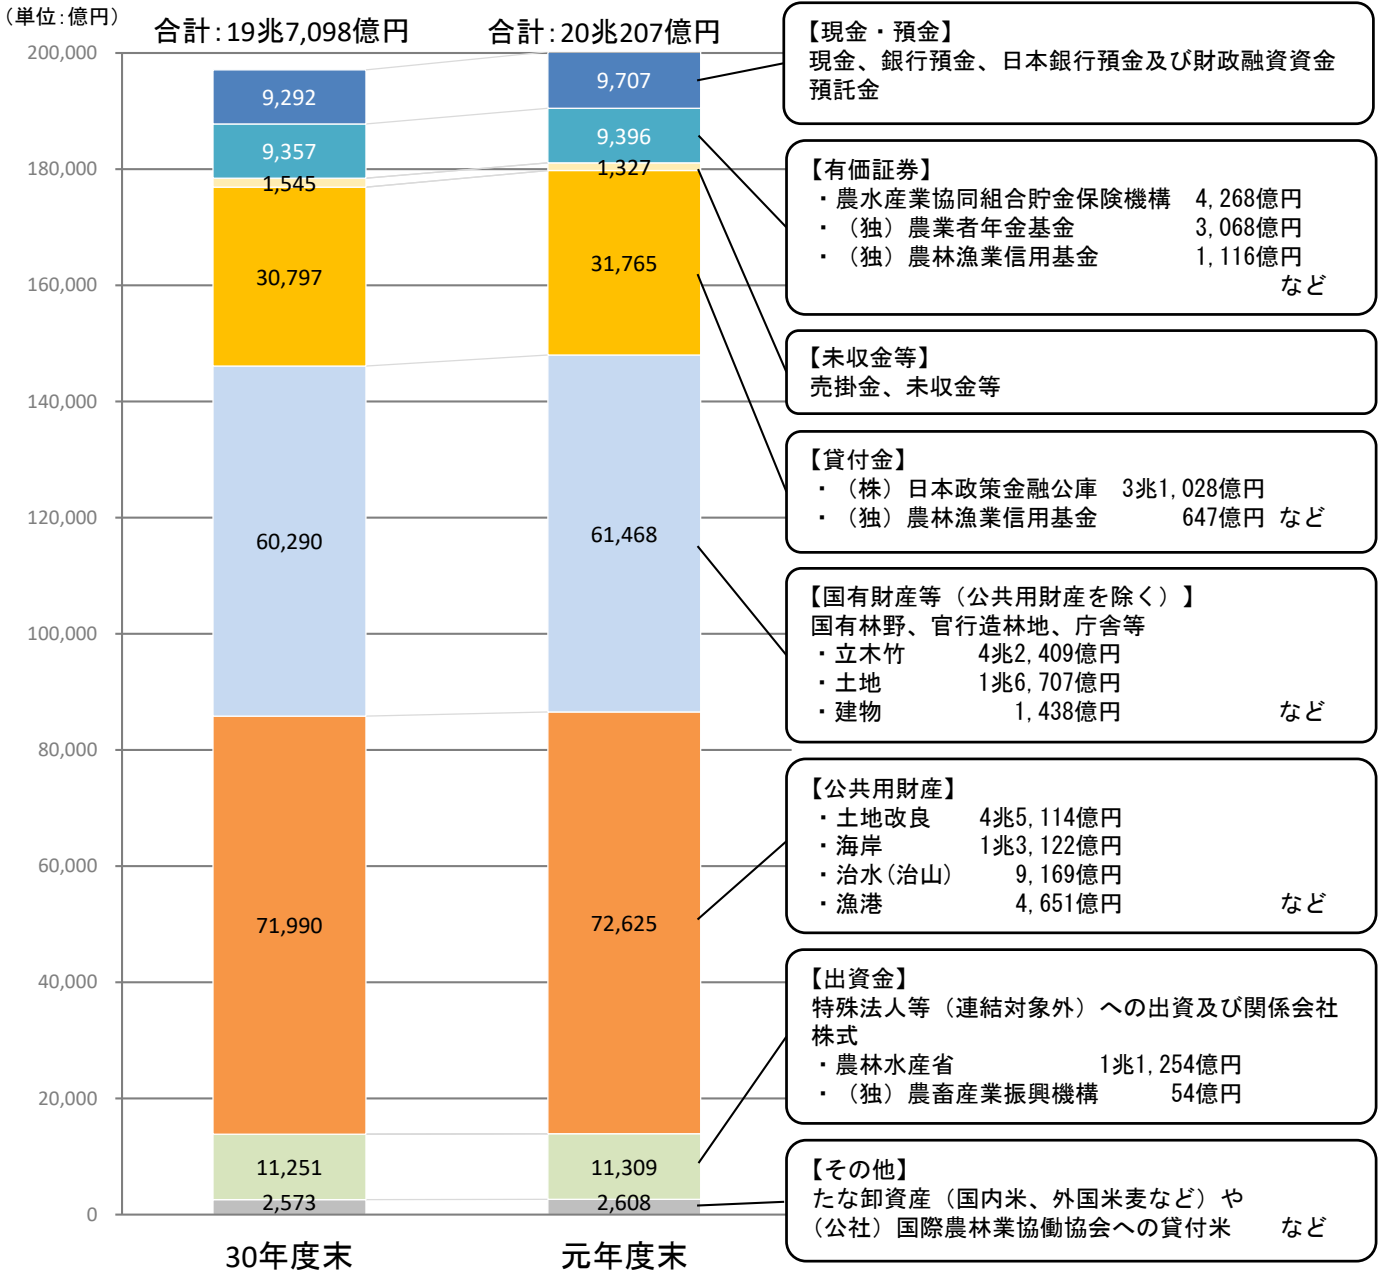 （単位：億円）
合計：19兆7,098億円
合計：20兆207億円
200,000
180,000
160,000
140,000
120,000
100,000
80,000
60,000
40,000
20,000
0
9,292
9,357
1,545
30,797
60,290
71,990
11,251
2,573
30年度末
9,707
9,396
1,327
31,765
61,468
72,625
11,309
2,608
元年度末
【現金・預金】
現金、銀行預金、日本銀行預金及び財政融資資金
預託金
【有価証券】
・農水産業協同組合貯金保険機構 4,268億円
・（独）農業者年金基金 3,068億円
・（独）農林漁業信用基金 1,116億円
など
【未収金等】
売掛金、未収金等
【貸付金】
・（株）日本政策金融公庫 3兆1,028億円
・（独）農林漁業信用基金 647億円 など
【国有財産等（公共用財産を除く）】
国有林野、官行造林地、庁舎等
・立木竹 4兆2,409億円
・土地 1兆6,707億円
・建物 1,438億円 など
【公共用財産】
・土地改良 4兆5,114億円
・海岸 1兆3,122億円
・治水(治山) 9,169億円
・漁港 4,651億円 など
【出資金】
特殊法人等（連結対象外）への出資及び関係会社
株式
・農林水産省 1兆1,254億円
・（独）農畜産業振興機構 54億円
【その他】
たな卸資産（国内米、外国米麦など）や
（公社）国際農林業協働協会への貸付米 など